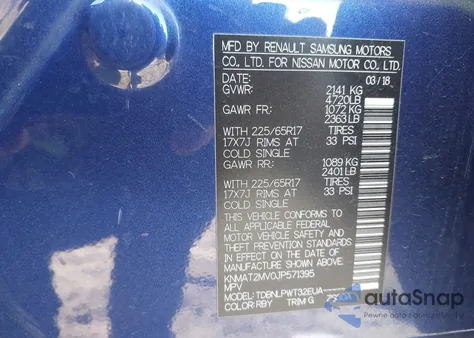 MFD BY RENAULT SAMSUNG MOTORS
CO., LTD. FOR NISSAN MOTOR CO., LTD.
DATE: 03/18
GVWR: 2141 KG
4720LB
GAWR FR: 1072 KG
2363LB
WITH 225/65R17 TIRES
17X7J RIMS AT 33 PSI
COLD SINGLE
GAWR RR: 1089 KG
2401LB
WITH 225/65R17 TIRES
17X7J RIMS AT 33 PSI
COLD SINGLE
THIS VEHICLE CONFORMS TO ALL
APPLICABLE FEDERAL MOTOR
VEHICLE SAFETY AND
THEFT PREVENTION STANDARDS
IN EFFECT ON THE DATE OF
MANUFACTURE SHOWN ABOVE.
KNMAT2MV0JP571395
MPV
MODEL: TDBNLPWT32EUA-
COLOR: RBY TRIM: G
autoSnap